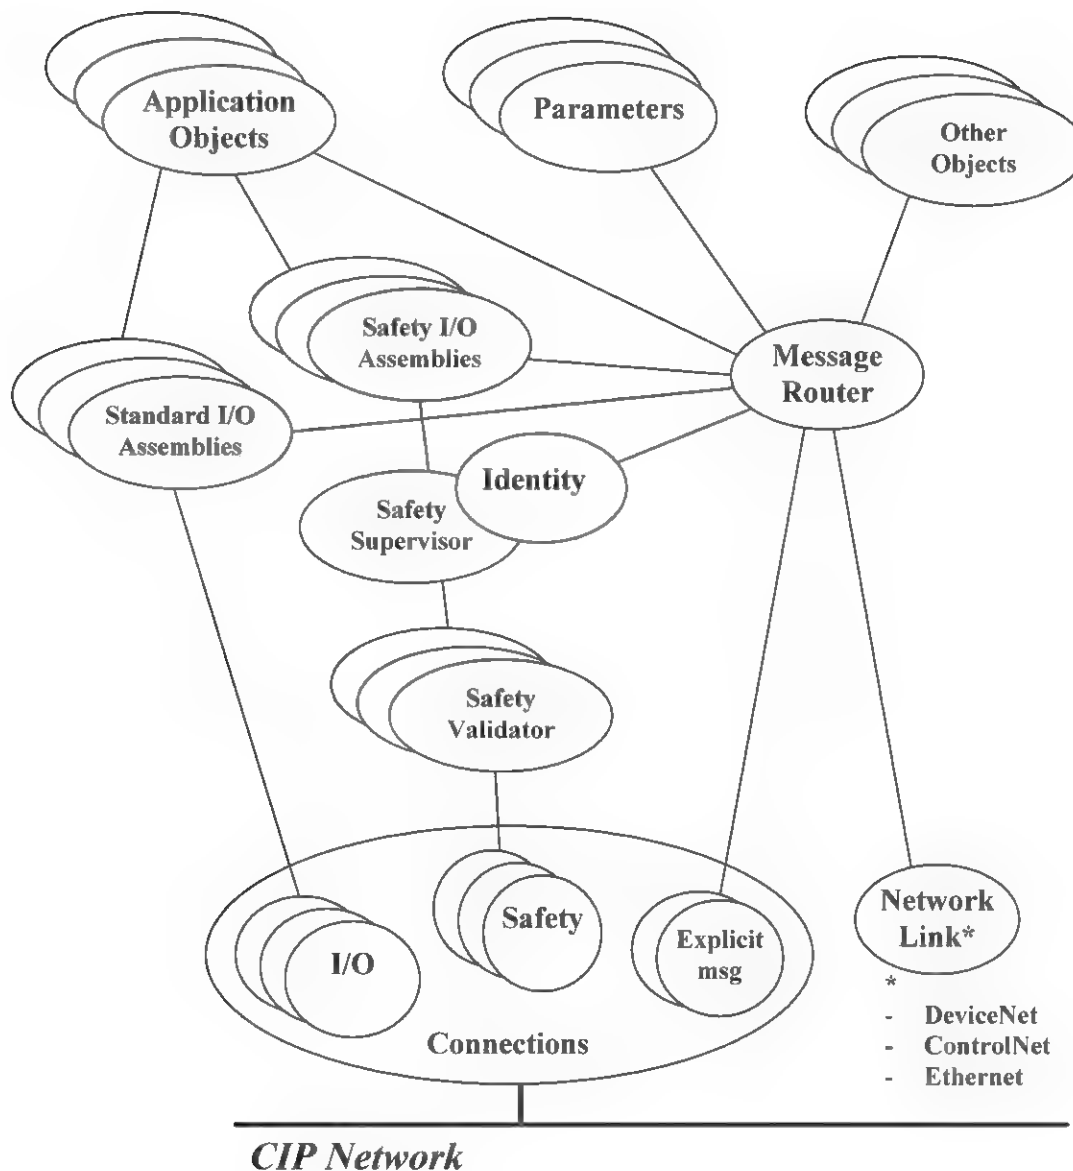 Application
Objects
Parameters
Other
Objects
Safety I/O
Assemblies
Message
Router
Standard I/O
Assemblies
Identity
Safety
Supervisor
Safety
Validator
I/O
Safety
Explicit
msg
Network
Link*
Connections
*
- DeviceNet
- ControlNet
- Ethernet
CIP Network